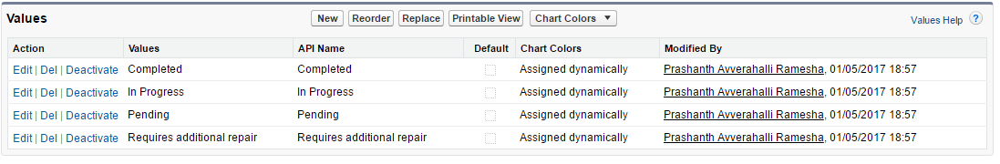 Values New Reorder Replace Printable View Chart Colors Values Help ?
Action Values API Name Default Chart Colors Modified By
Edit | Del | Deactivate Completed Completed Assigned dynamically Prashanth Avverahalli Ramesha, 01/05/2017 18:57
Edit | Del | Deactivate In Progress In Progress Assigned dynamically Prashanth Avverahalli Ramesha, 01/05/2017 18:57
Edit | Del | Deactivate Pending Pending Assigned dynamically Prashanth Avverahalli Ramesha, 01/05/2017 18:57
Edit | Del | Deactivate Requires additional repair Requires additional repair Assigned dynamically Prashanth Avverahalli Ramesha, 01/05/2017 18:57